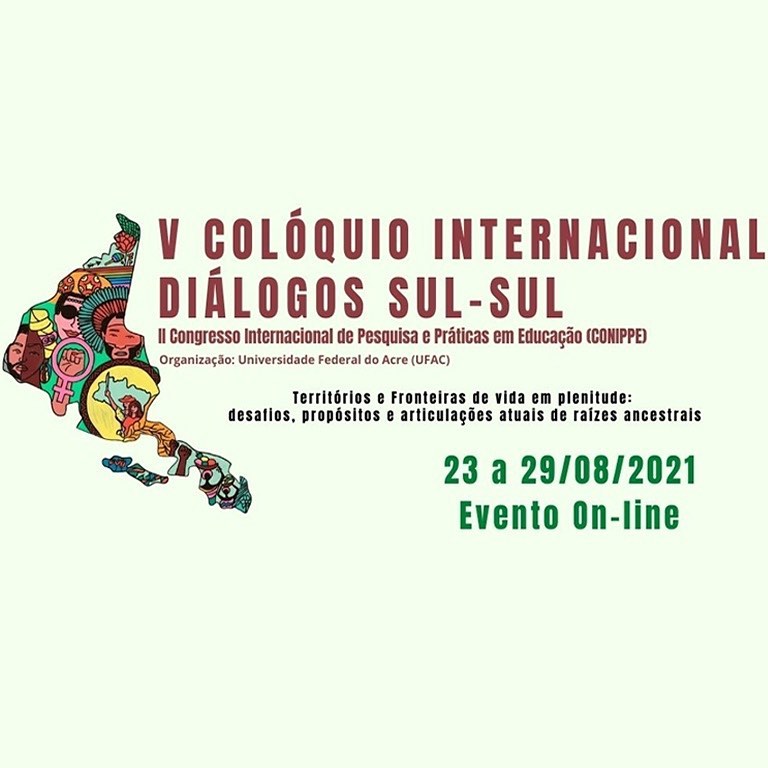 V COLÓQUIO INTERNACIONAL
DIÁLOGOS SUL-SUL
II Congresso Internacional de Pesquisa e Práticas em Educação (CONIPPE)
Organização: Universidade Federal do Acre (UFAC)
Territórios e Fronteiras de vida em plenitude:
desafios, propósitos e articulações atuais de raízes ancestrais
23 a 29/08/2021
Evento On-line